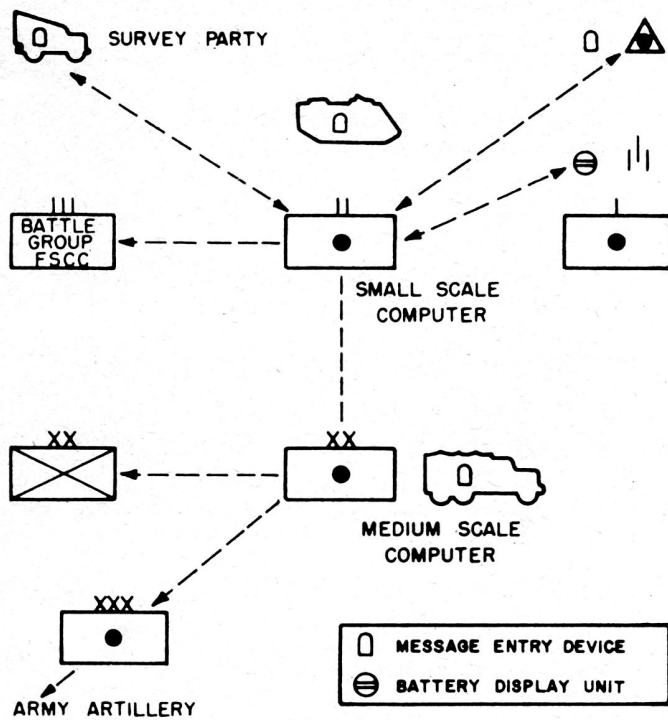 SURVEY PARTY
BATTLE
GROUP
FSCC
SMALL SCALE
COMPUTER
XX
XX
MEDIUM SCALE
COMPUTER
XXX
MESSAGE ENTRY DEVICE
BATTERY DISPLAY UNIT
ARMY ARTILLERY